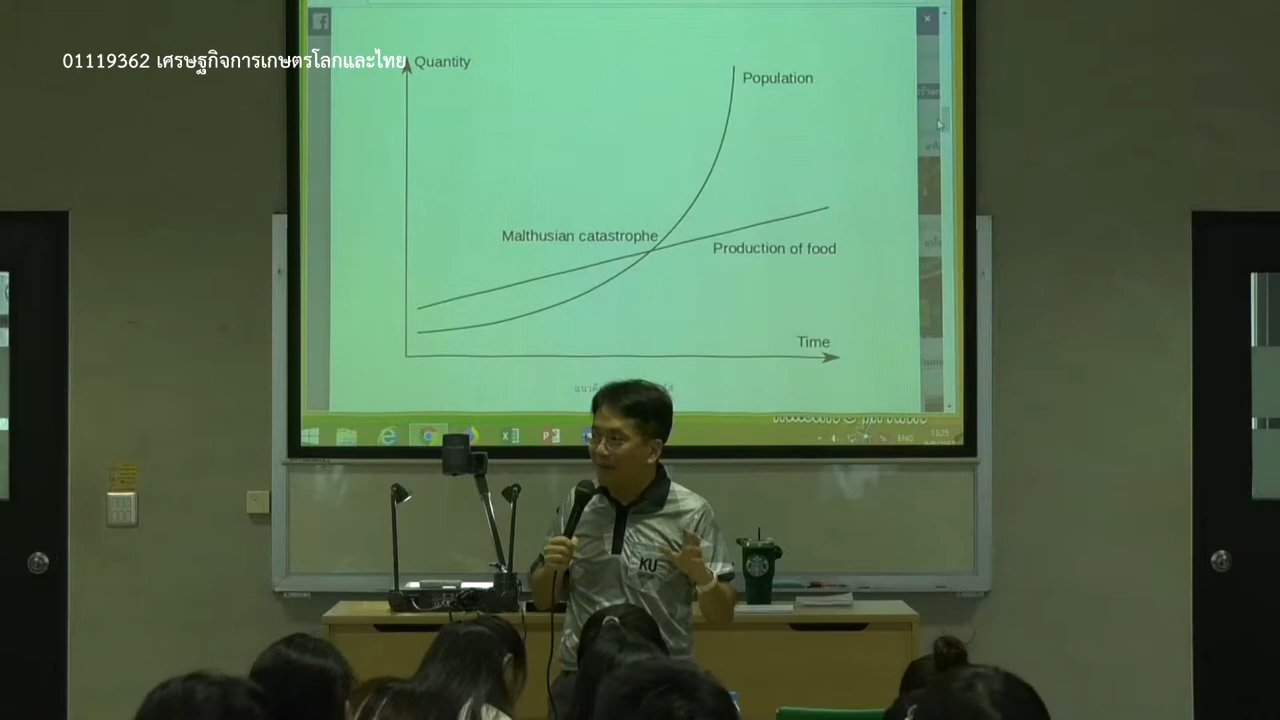 01119362 เศรษฐกิจการเกษตรโลกและไทย
Quantity
Population
Malthusian catastrophe
Production of food
Time
ENG
KU